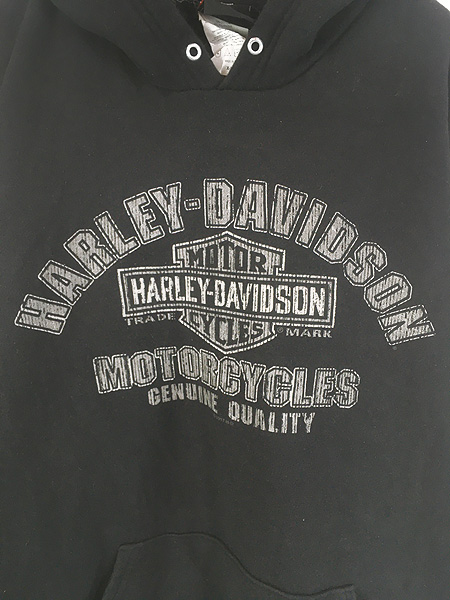 HARLEY-DAVIDSON
MOTOR
HARLEY-DAVIDSON
TRADE MARK
CYCLES
MOTORCYCLES
GENUINE QUALITY